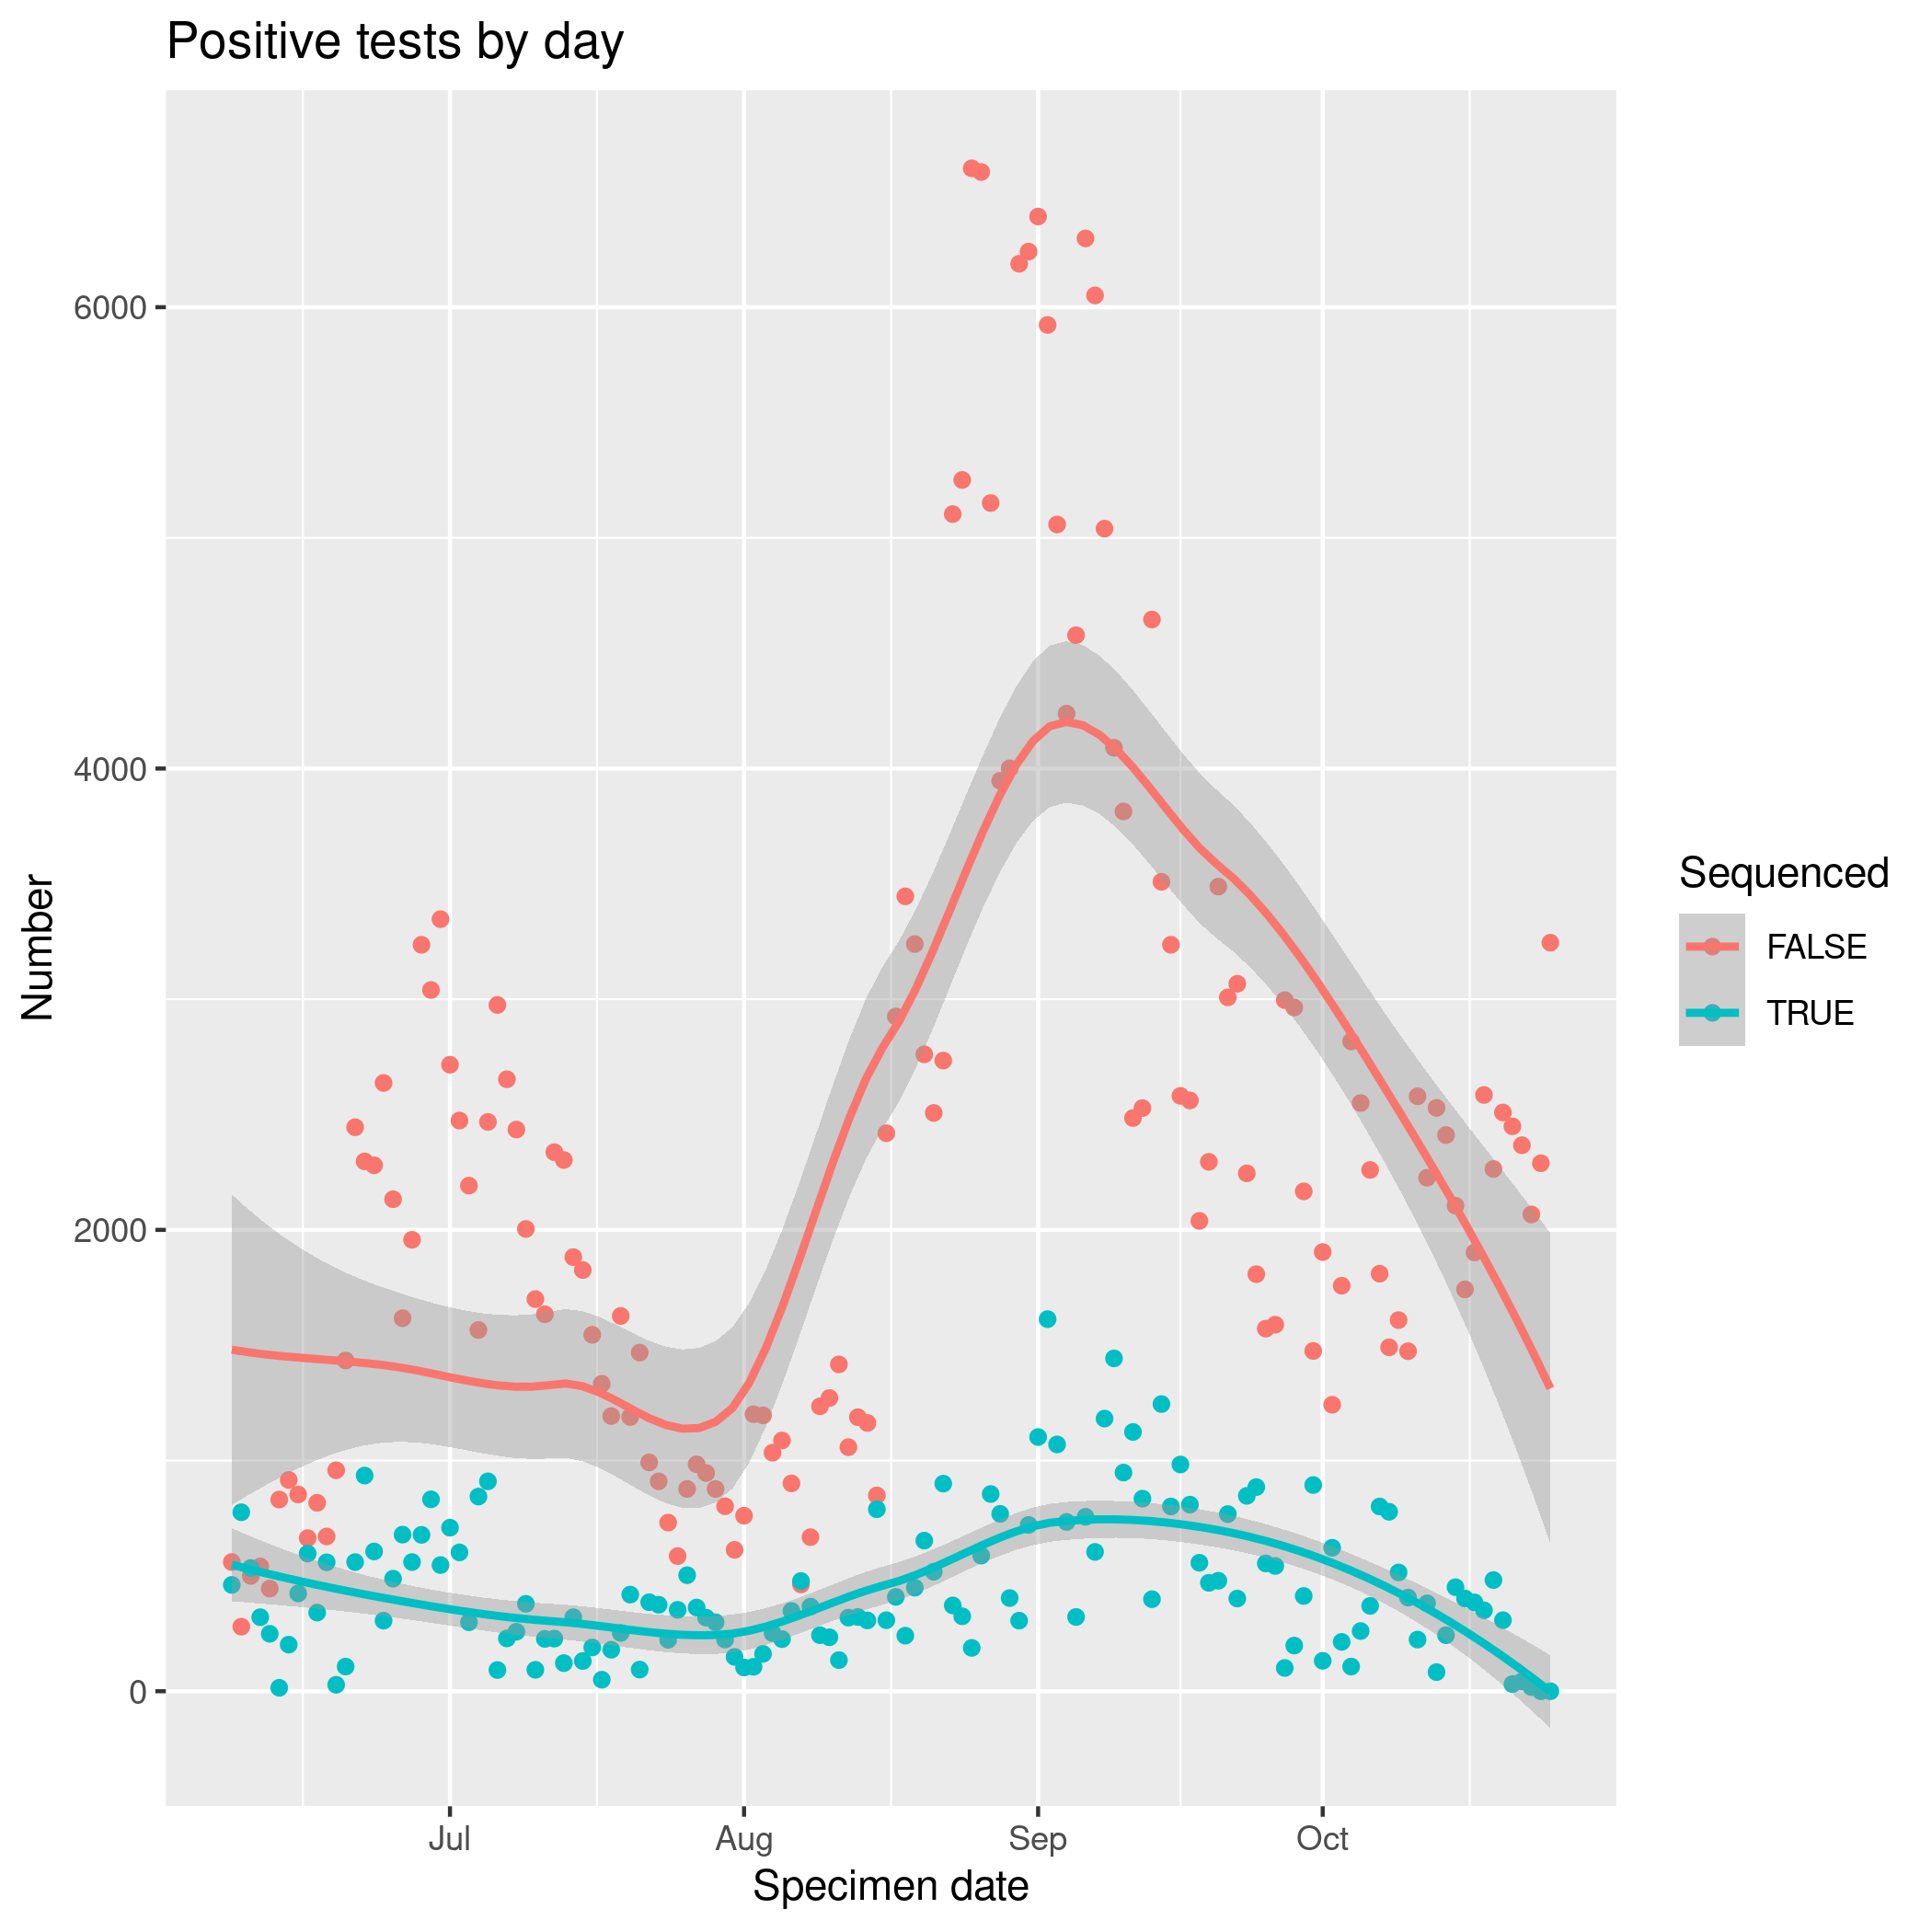 Positive tests by day
6000
4000
2000
0
Number
Jul
Aug
Sep
Oct
Specimen date
Sequenced
FALSE
TRUE